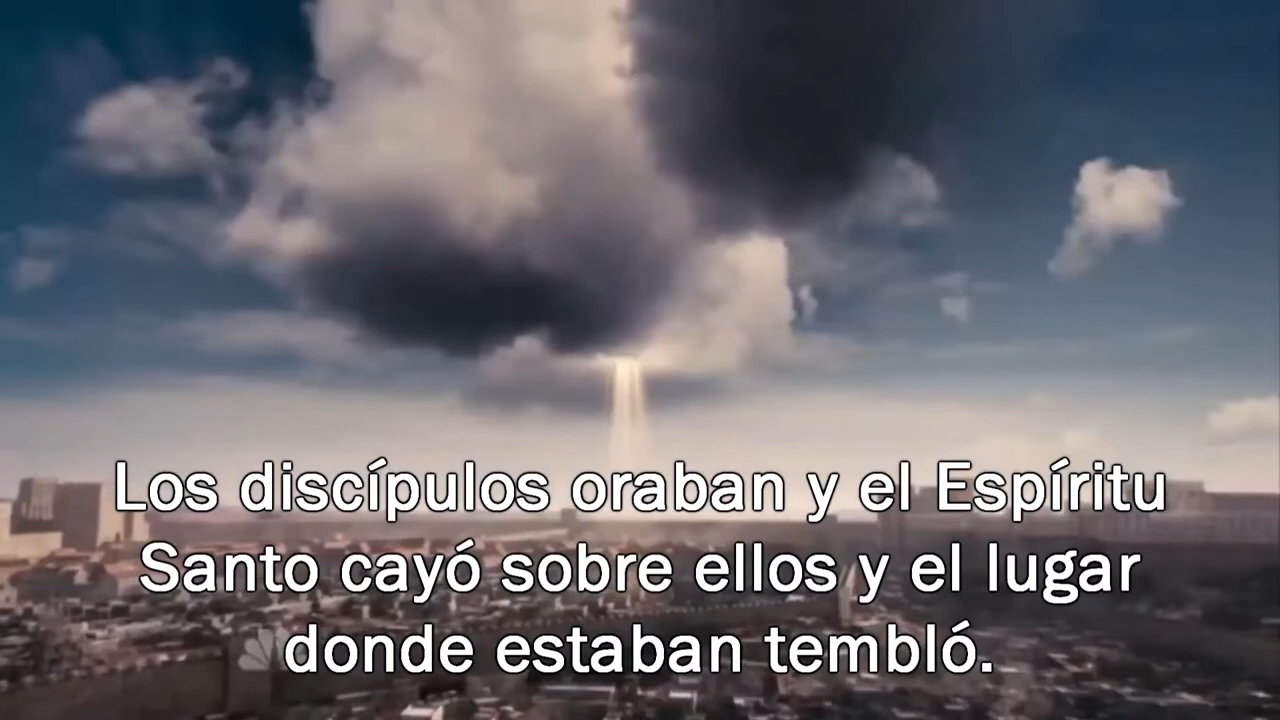 Los discípulos oraban y el Espíritu
Santo cayó sobre ellos y el lugar
donde estaban tembló.